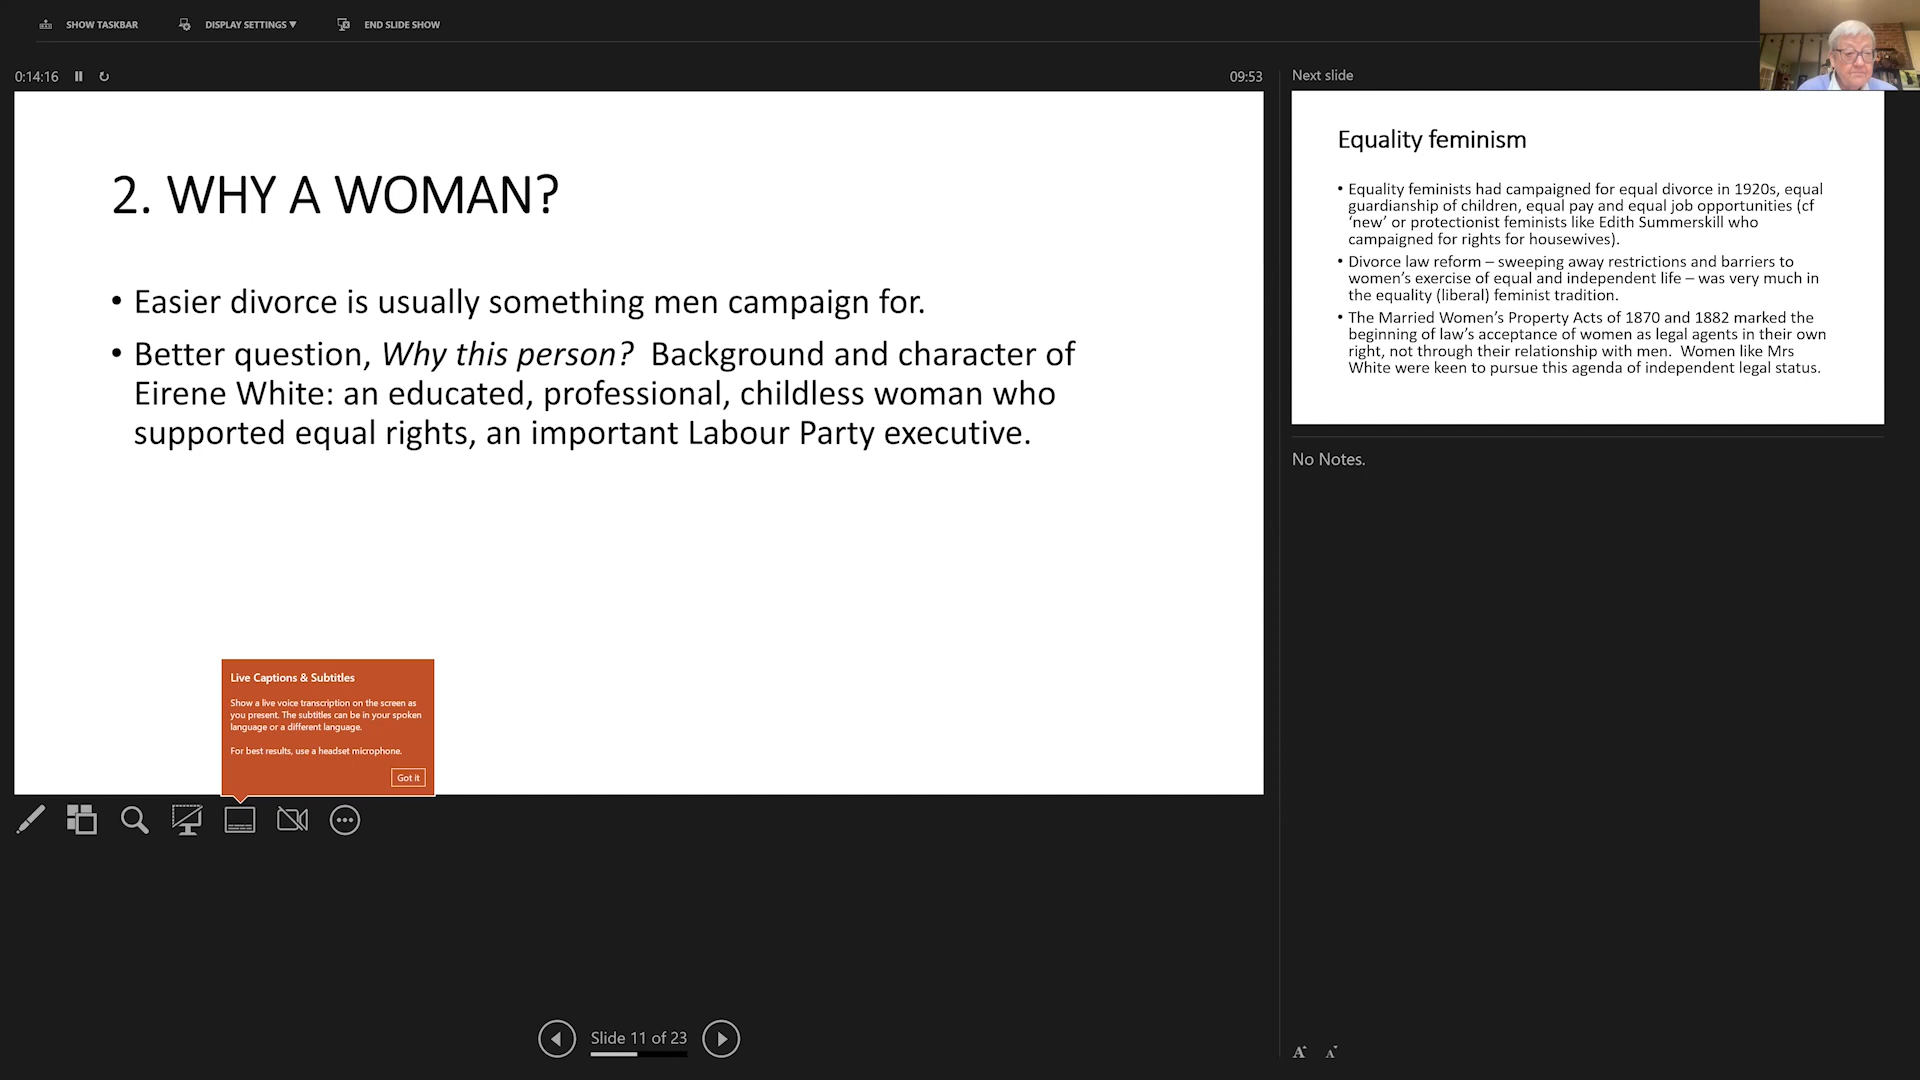 SHOW TASKBAR
DISPLAY SETTINGS ▼
END SLIDE SHOW
0:14:16
09:53
Next slide
2. WHY A WOMAN?
• Easier divorce is usually something men campaign for.
• Better question, Why this person? Background and character of
Eirene White: an educated, professional, childless woman who
supported equal rights, an important Labour Party executive.
Live Captions & Subtitles
Show a live voice transcription on the screen as
you present. The subtitles can be in your spoken
language or a different language.
For best results, use a headset microphone.
Got it
Slide 11 of 23
Equality feminism
• Equality feminists had campaigned for equal divorce in 1920s, equal
guardianship of children, equal pay and equal job opportunities (cf
‘new’ or protectionist feminists like Edith Summerskill who
campaigned for rights for housewives).
• Divorce law reform – sweeping away restrictions and barriers to
women’s exercise of equal and independent life – was very much in
the equality (liberal) feminist tradition.
• The Married Women’s Property Acts of 1870 and 1882 marked the
beginning of law’s acceptance of women as legal agents in their own
right, not through their relationship with men. Women like Mrs
White were keen to pursue this agenda of independent legal status.
No Notes.
A A